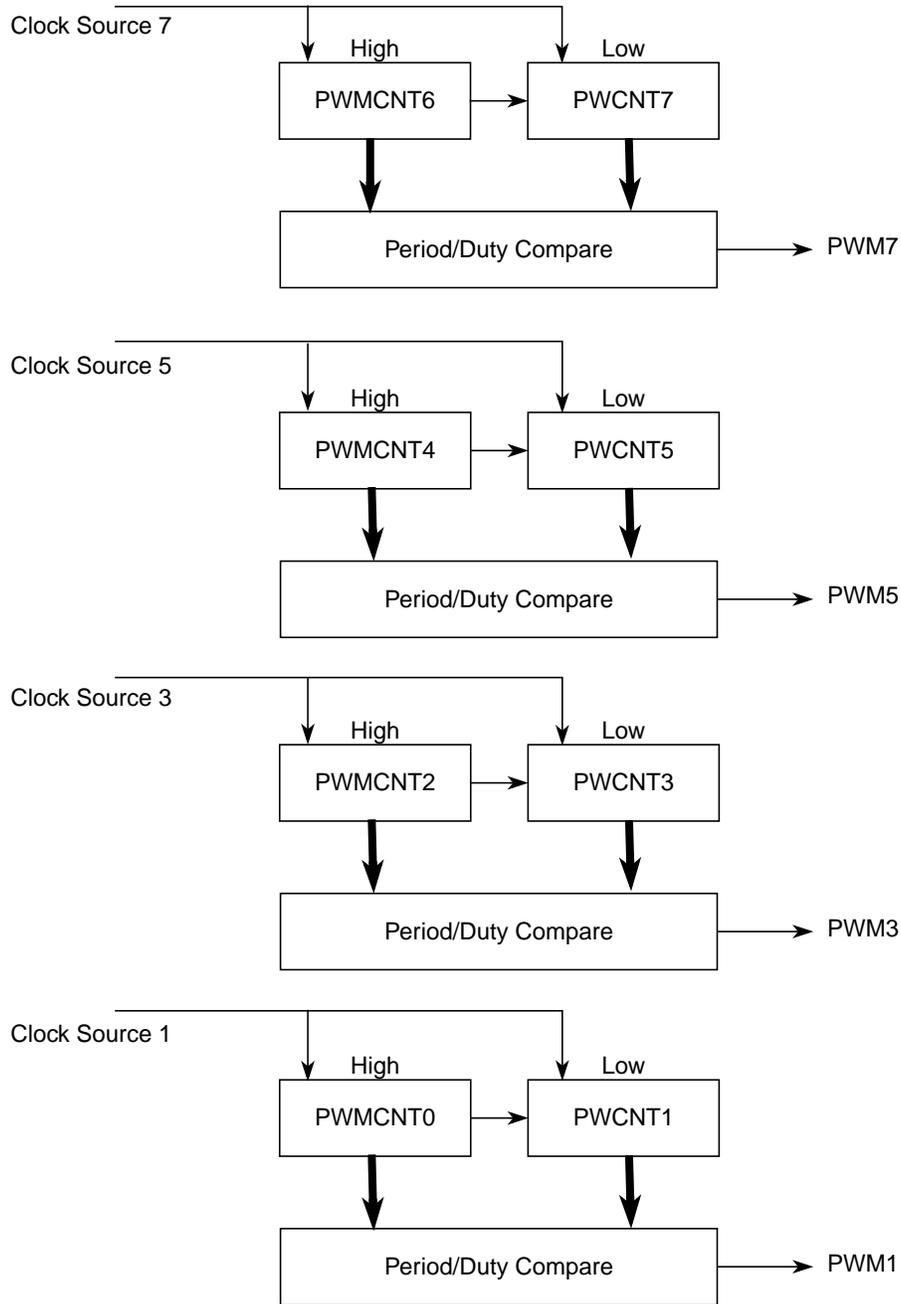 Clock Source 7
High
Low
PWMCNT6
PWCNT7
Period/Duty Compare
PWM7
Clock Source 5
High
Low
PWMCNT4
PWCNT5
Period/Duty Compare
PWM5
Clock Source 3
High
Low
PWMCNT2
PWCNT3
Period/Duty Compare
PWM3
Clock Source 1
High
Low
PWMCNT0
PWCNT1
Period/Duty Compare
PWM1